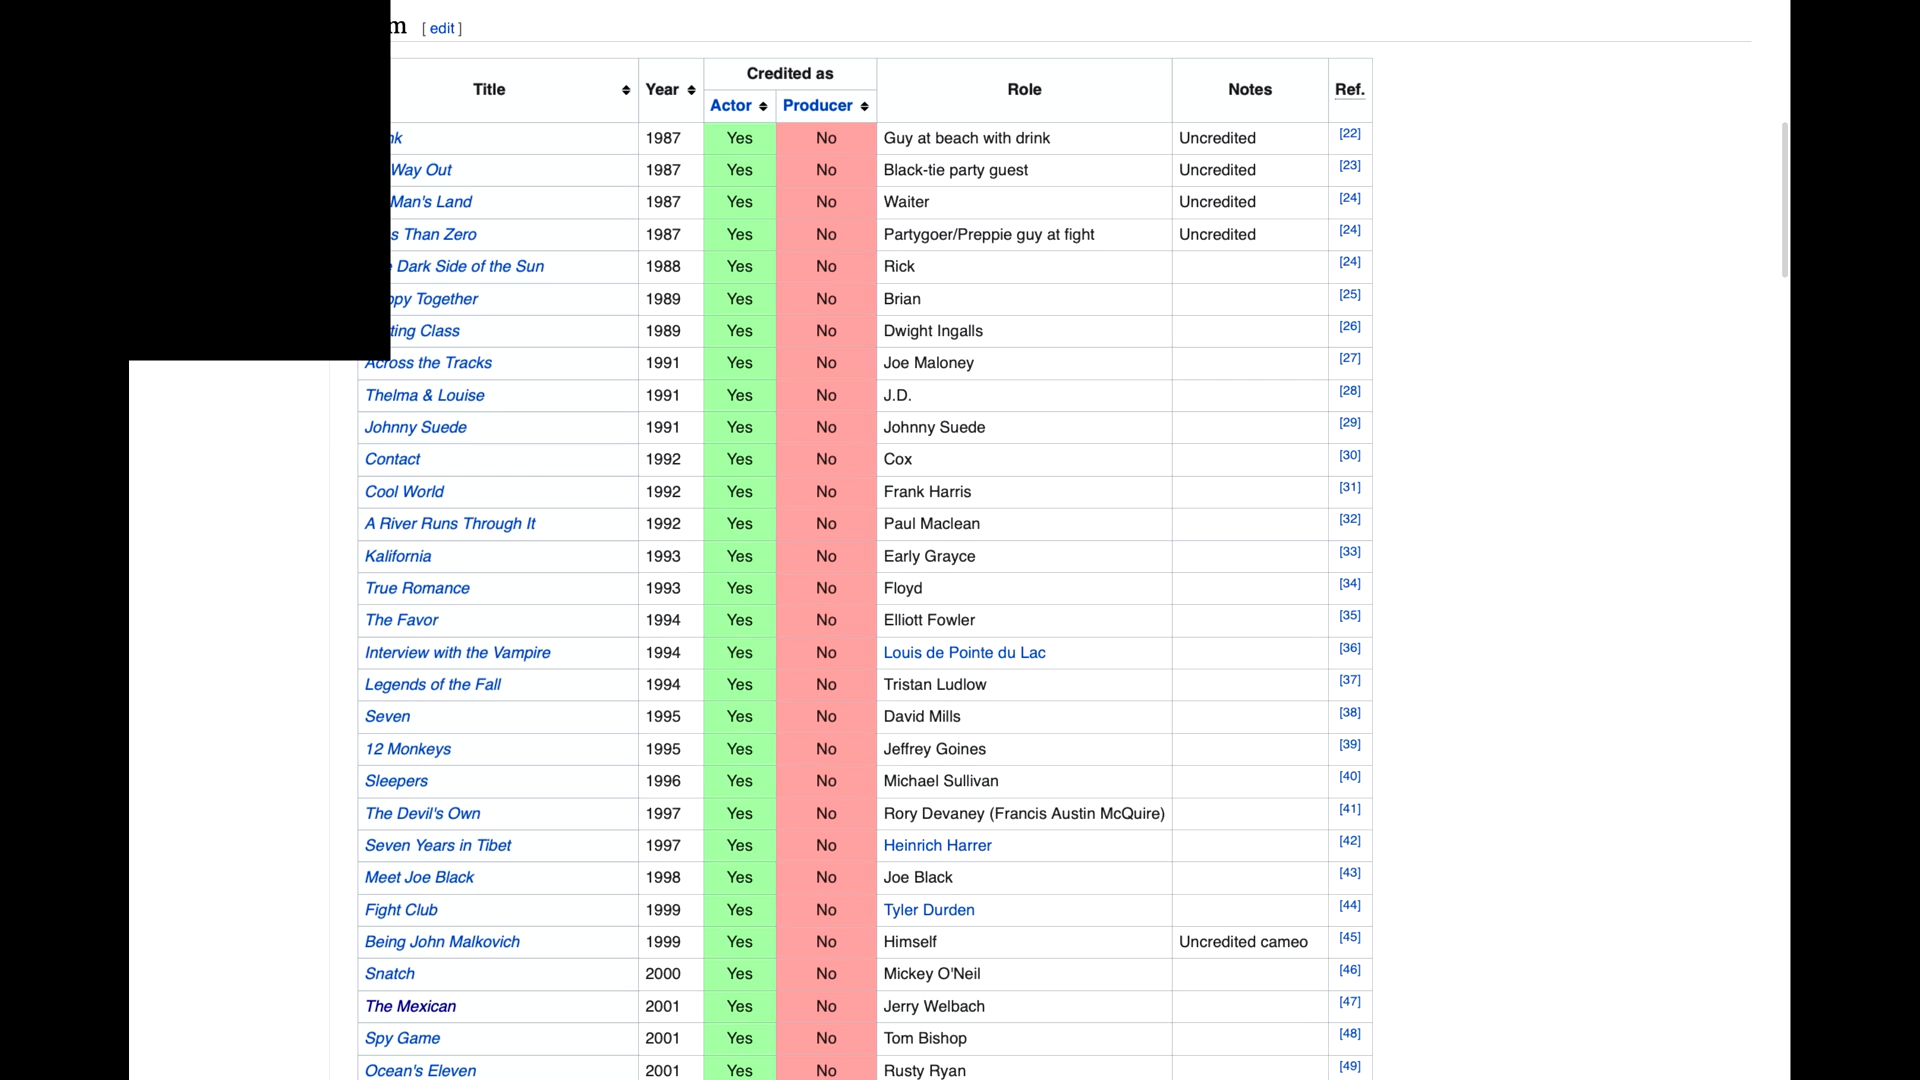 [ edit ]
Title Year Credited as Role Notes Ref.
Actor Producer
1987 Yes No Guy at beach with drink Uncredited [22]
Way Out 1987 Yes No Black-tie party guest Uncredited [23]
Man's Land 1987 Yes No Waiter Uncredited [24]
Than Zero 1987 Yes No Partygoer/Preppie guy at fight Uncredited [24]
Dark Side of the Sun 1988 Yes No Rick [24]
Together 1989 Yes No Brian [25]
Class 1989 Yes No Dwight Ingalls [26]
Across the Tracks 1991 Yes No Joe Maloney [27]
Thelma & Louise 1991 Yes No J.D. [28]
Johnny Suede 1991 Yes No Johnny Suede [29]
Contact 1992 Yes No Cox [30]
Cool World 1992 Yes No Frank Harris [31]
A River Runs Through It 1992 Yes No Paul Maclean [32]
Kalifornia 1993 Yes No Early Grayce [33]
True Romance 1993 Yes No Floyd [34]
The Favor 1994 Yes No Elliott Fowler [35]
Interview with the Vampire 1994 Yes No Louis de Pointe du Lac [36]
Legends of the Fall 1994 Yes No Tristan Ludlow [37]
Seven 1995 Yes No David Mills [38]
12 Monkeys 1995 Yes No Jeffrey Goines [39]
Sleepers 1996 Yes No Michael Sullivan [40]
The Devil's Own 1997 Yes No Rory Devaney (Francis Austin McQuire) [41]
Seven Years in Tibet 1997 Yes No Heinrich Harrer [42]
Meet Joe Black 1998 Yes No Joe Black [43]
Fight Club 1999 Yes No Tyler Durden [44]
Being John Malkovich 1999 Yes No Himself Uncredited cameo [45]
Snatch 2000 Yes No Mickey O'Neil [46]
The Mexican 2001 Yes No Jerry Welbach [47]
Spy Game 2001 Yes No Tom Bishop [48]
Ocean's Eleven 2001 Yes No Rusty Ryan [49]